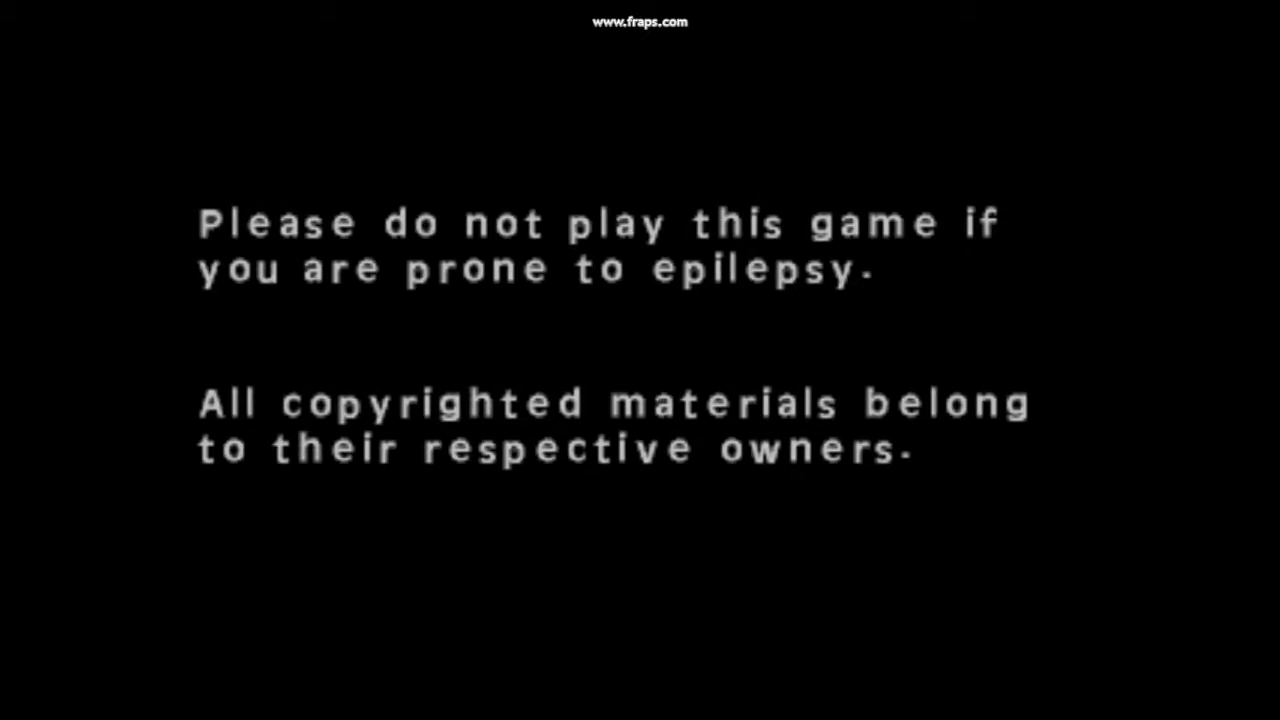 www.fraps.com
Please do not play this game if
you are prone to epilepsy.
All copyrighted materials belong
to their respective owners.